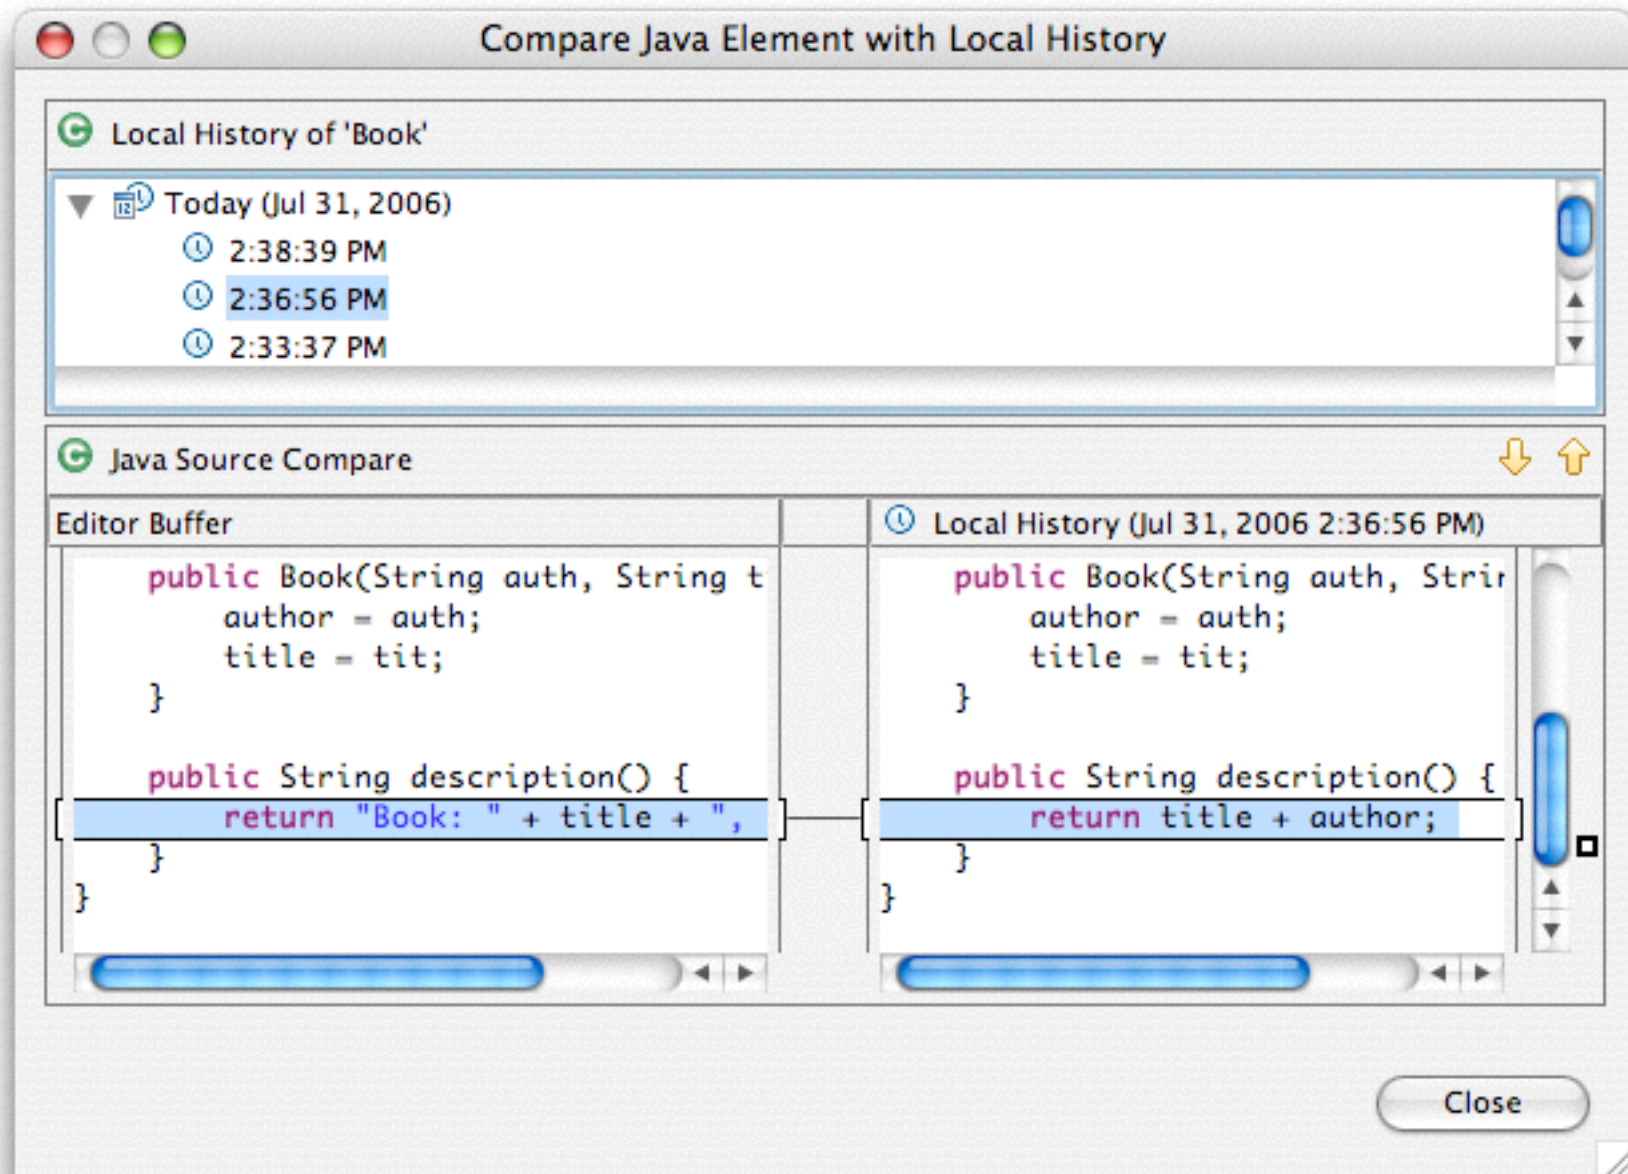 Compare Java Element with Local History
Local History of 'Book'
Today (Jul 31, 2006)
2:38:39 PM
2:36:56 PM
2:33:37 PM
Java Source Compare
Editor Buffer
public Book(String auth, String t
author = auth;
title = tit;
}
public String description() {
return "Book: " + title + ",
}
}
Local History (Jul 31, 2006 2:36:56 PM)
public Book(String auth, Strin
author = auth;
title = tit;
}
public String description() {
return title + author;
}
}
Close